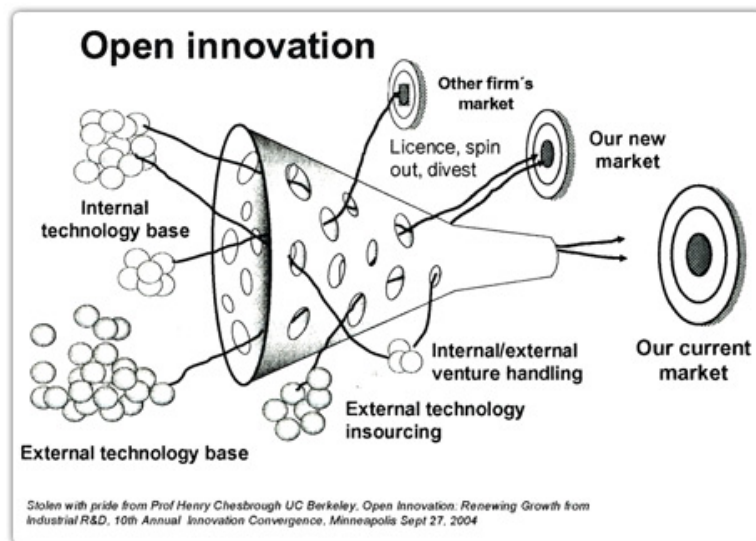 Open innovation
Other firm´s
market
Licence, spin
out, divest
Our new
market
Internal
technology base
Internal/external
venture handling
Our current
market
External technology
insourcing
External technology base
Stolen with pride from Prof Henry Chesbrough UC Berkeley, Open Innovation: Renewing Growth from
Industrial R&D, 10th Annual Innovation Convergence, Minneapolis Sept 27, 2004